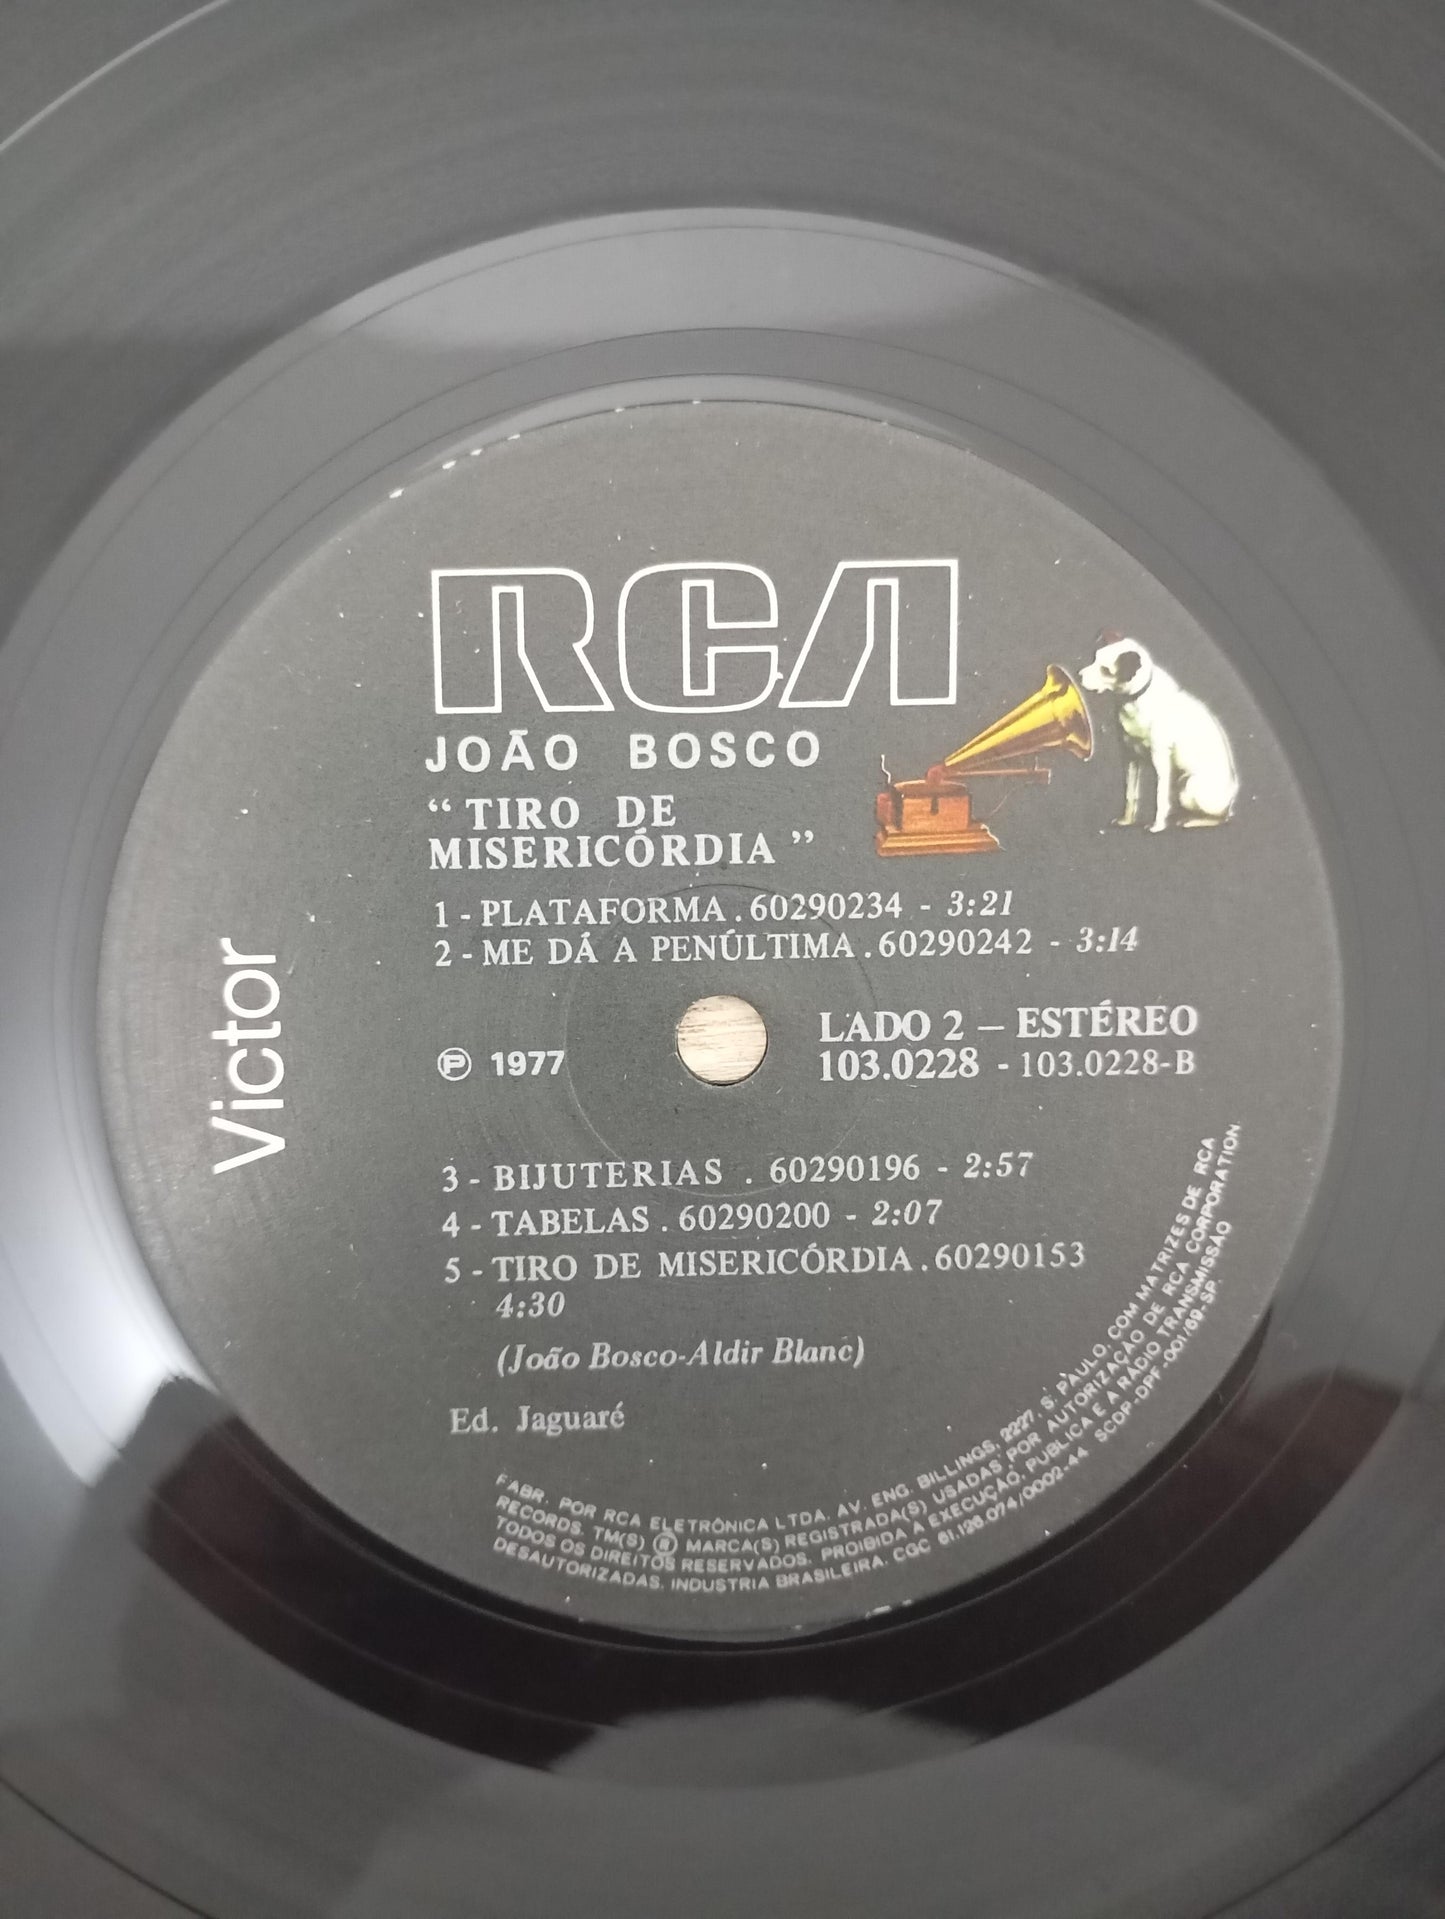 RCA
JOÃO BOSCO
“TIRO DE
MISERICÓRDIA”
1 - PLATAFORMA . 60290234 - 3:21
2 - ME DÁ A PENÚLTIMA . 60290242 - 3:14
Victor
Ⓟ 1977
LADO 2 – ESTÉREO
103.0228 - 103.0228-B
3 - BIJUTERIAS . 60290196 - 2:57
4 - TABELAS . 60290200 - 2:07
5 - TIRO DE MISERICÓRDIA . 60290153
4:30
(João Bosco-Aldir Blanc)
Ed. Jaguaré
FABR. POR RCA ELETRÔNICA LTDA. AV. ENG. BILLINGS, 2227, S. PAULO, COM MATRIZES DE RCA
RECORDS. TM(S) ® MARCA(S) REGISTRADA(S) USADAS POR AUTORIZAÇÃO DE RCA CORPORATION.
TODOS OS DIREITOS RESERVADOS. PROIBIDA A EXECUÇÃO, PUBLICA E A RÁDIO TRANSMISSÃO
DESAUTORIZADAS. INDUSTRIA BRASILEIRA. CGC 61.126.074/0002-44 SCDP-DPF-001/69-SP.